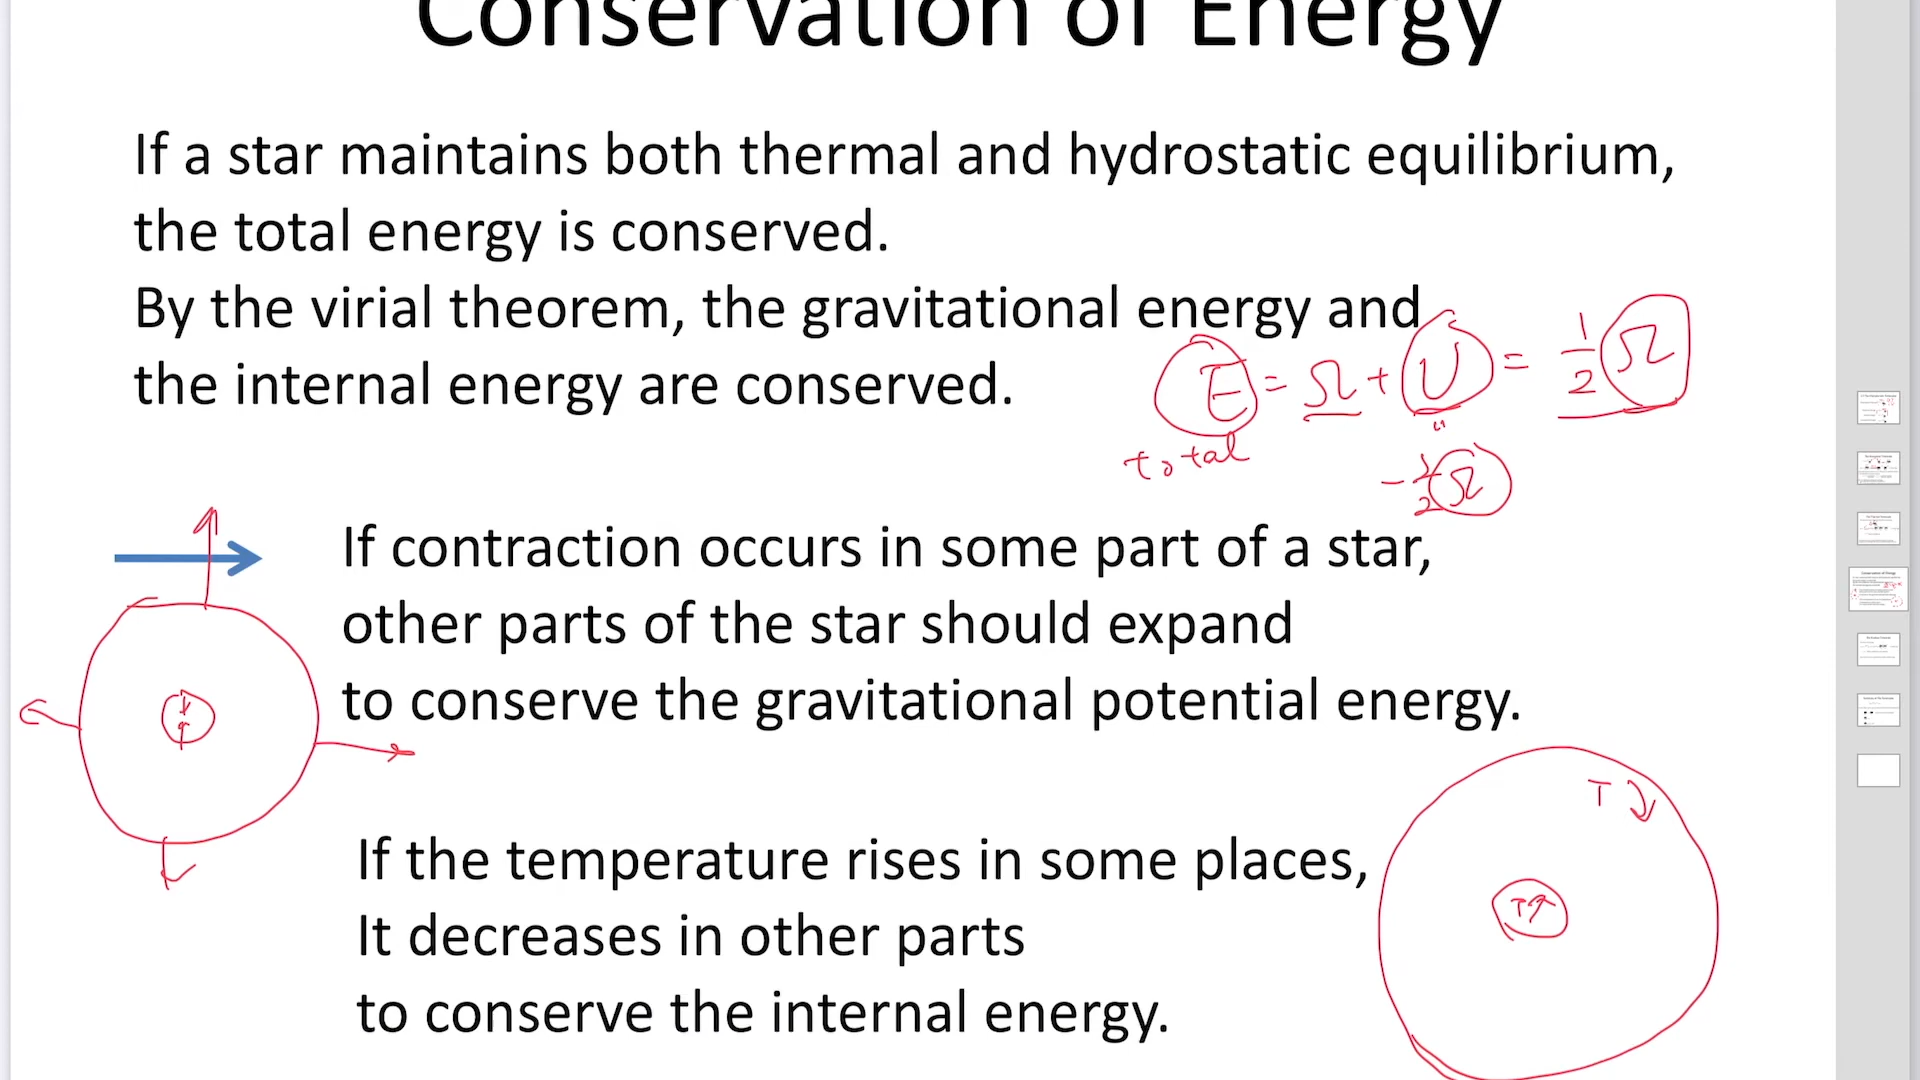 Conservation of Energy
If a star maintains both thermal and hydrostatic equilibrium,
the total energy is conserved.
By the virial theorem, the gravitational energy and
the internal energy are conserved.
E = Ω + U = 1/2 Ω
total
" 
- 1/2 Ω
If contraction occurs in some part of a star,
other parts of the star should expand
to conserve the gravitational potential energy.
T
If the temperature rises in some places,
It decreases in other parts
T
to conserve the internal energy.